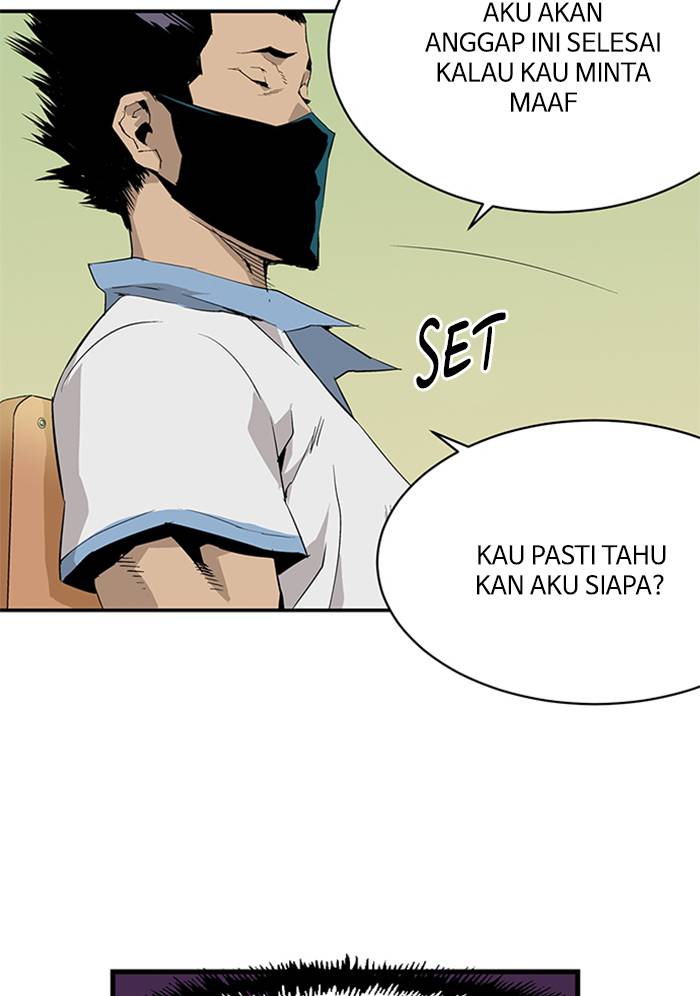 AKU AKAN
ANGGAP INI SELESAI
KALAU KAU MINTA
MAAF
SET
KAU PASTI TAHU
KAN AKU SIAPA?